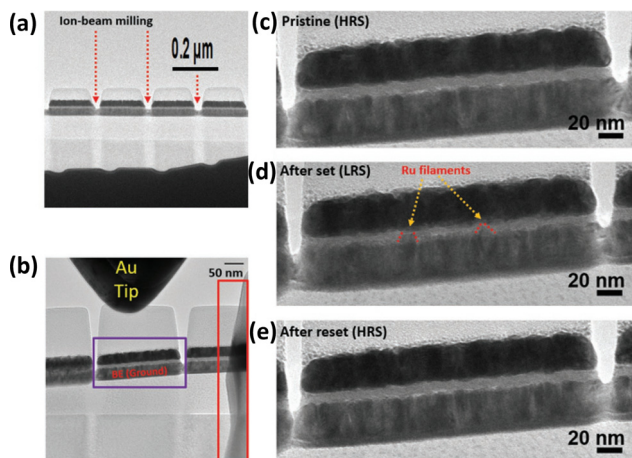 (a)
Ion-beam milling
0.2 μm
(b)
50 nm
Au
Tip
BE (Ground)
(c)
Pristine (HRS)
20 nm
(d)
After set (LRS)
Ru filaments
20 nm
(e)
After reset (HRS)
20 nm